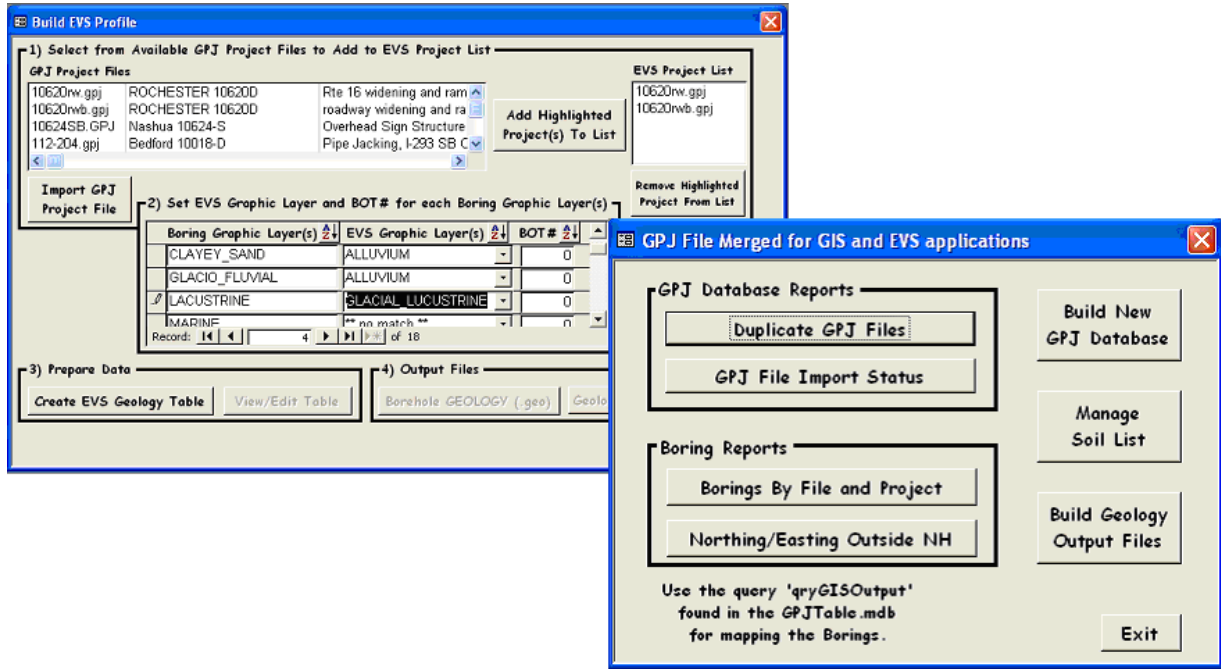 Build EVS Profile
1) Select from Available GPJ Project Files to Add to EVS Project List
GPJ Project Files
10620rw.gpj ROCHESTER 10620D Rte 16 widening and ram
10620rwb.gpj ROCHESTER 10620D roadway widening and ra
10624SB.GPJ Nashua 10624-S Overhead Sign Structure
112-204.gpj Bedford 10018-D Pipe Jacking, I-293 SB C
Add Highlighted
Project(s) To List
EVS Project List
10620rw.gpj
10620rwb.gpj
Import GPJ
Project File
Remove Highlighted
Project From List
2) Set EVS Graphic Layer and BOT# for each Boring Graphic Layer(s)
Boring Graphic Layer(s) EVS Graphic Layer(s) BOT#
CLAYEY_SAND ALLUVIUM 0
GLACIO_FLUVIAL ALLUVIUM 0
LACUSTRINE GLACIAL_LUCUSTRINE 0
MARINE ** no match ** 0
Record: 4 of 18
3) Prepare Data
Create EVS Geology Table
View/Edit Table
4) Output Files
Borehole GEOLOGY (.geo)
Geolo
GPJ File Merged for GIS and EVS applications
GPJ Database Reports
Duplicate GPJ Files
GPJ File Import Status
Boring Reports
Borings By File and Project
Northing/Easting Outside NH
Use the query 'qryGISOutput'
found in the GPJTable.mdb
for mapping the Borings.
Build New
GPJ Database
Manage
Soil List
Build Geology
Output Files
Exit